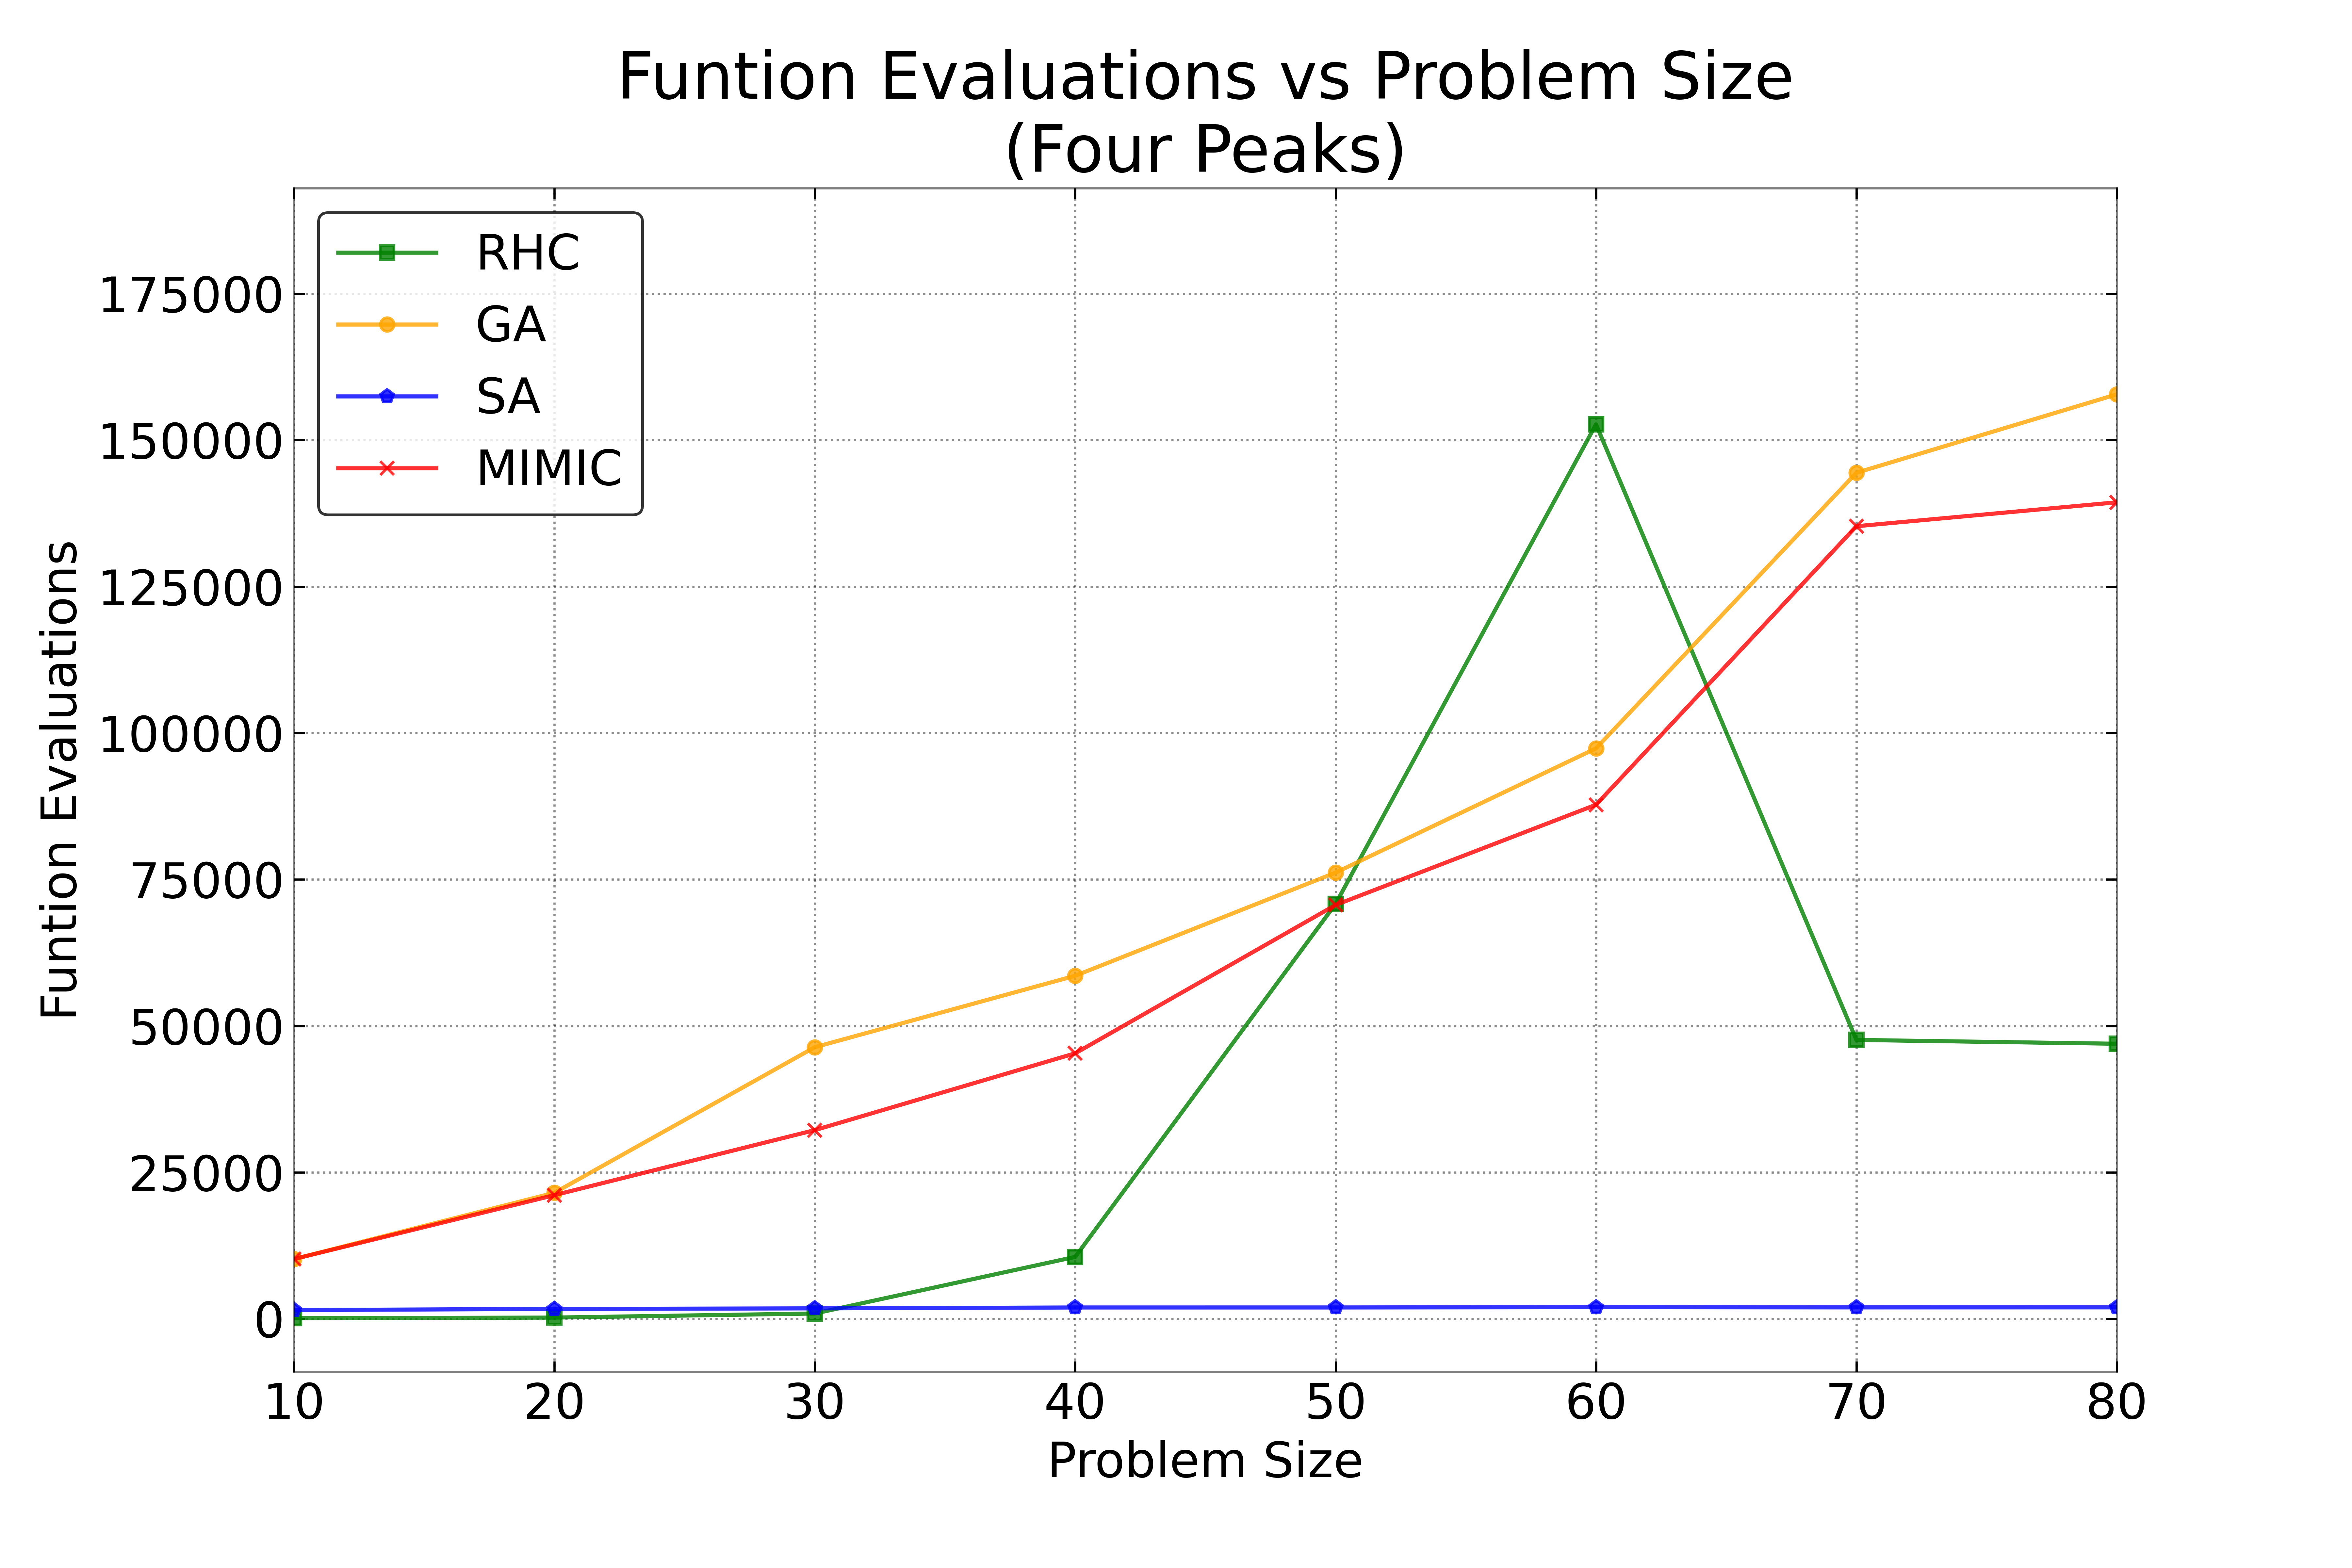 Funtion Evaluations vs Problem Size
(Four Peaks)
RHC
GA
SA
MIMIC
Funtion Evaluations
175000
150000
125000
100000
75000
50000
25000
0
10 20 30 40 50 60 70 80
Problem Size